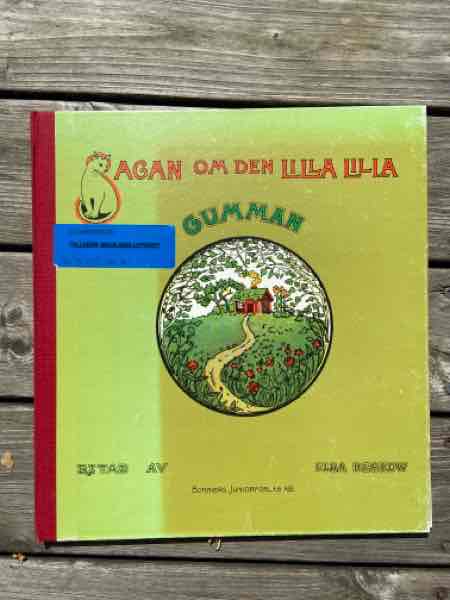 SAGAN OM DEN LILLA LILLA
GUMMAN
RITAD AV ELSA BESKOW
BONNIERS JUNIORFÖRLAG AB